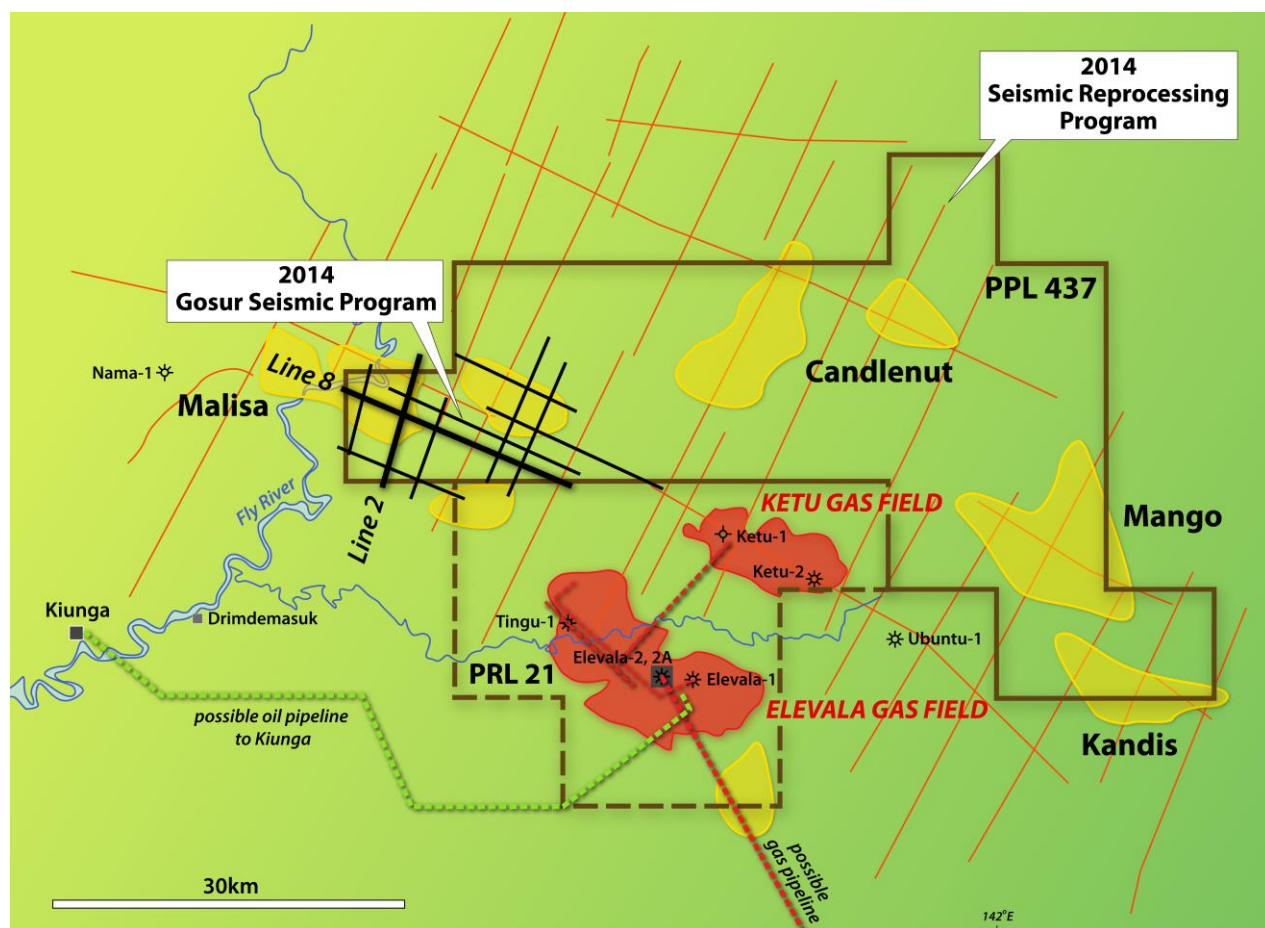 2014
Seismic Reprocessing
Program
2014
Gosur Seismic Program
PPL 437
Nama-1
Line 8
Malisa
Candlenut
Fly River
Line 2
KETU GAS FIELD
Mango
Ketu-1
Ketu-2
Kiunga
Drimdemasuk
Tingu-1
Ubuntu-1
Elevala-2, 2A
PRL 21
Elevala-1
ELEVALA GAS FIELD
possible oil pipeline
to Kiunga
Kandis
possible
gas pipeline
30km
142°E